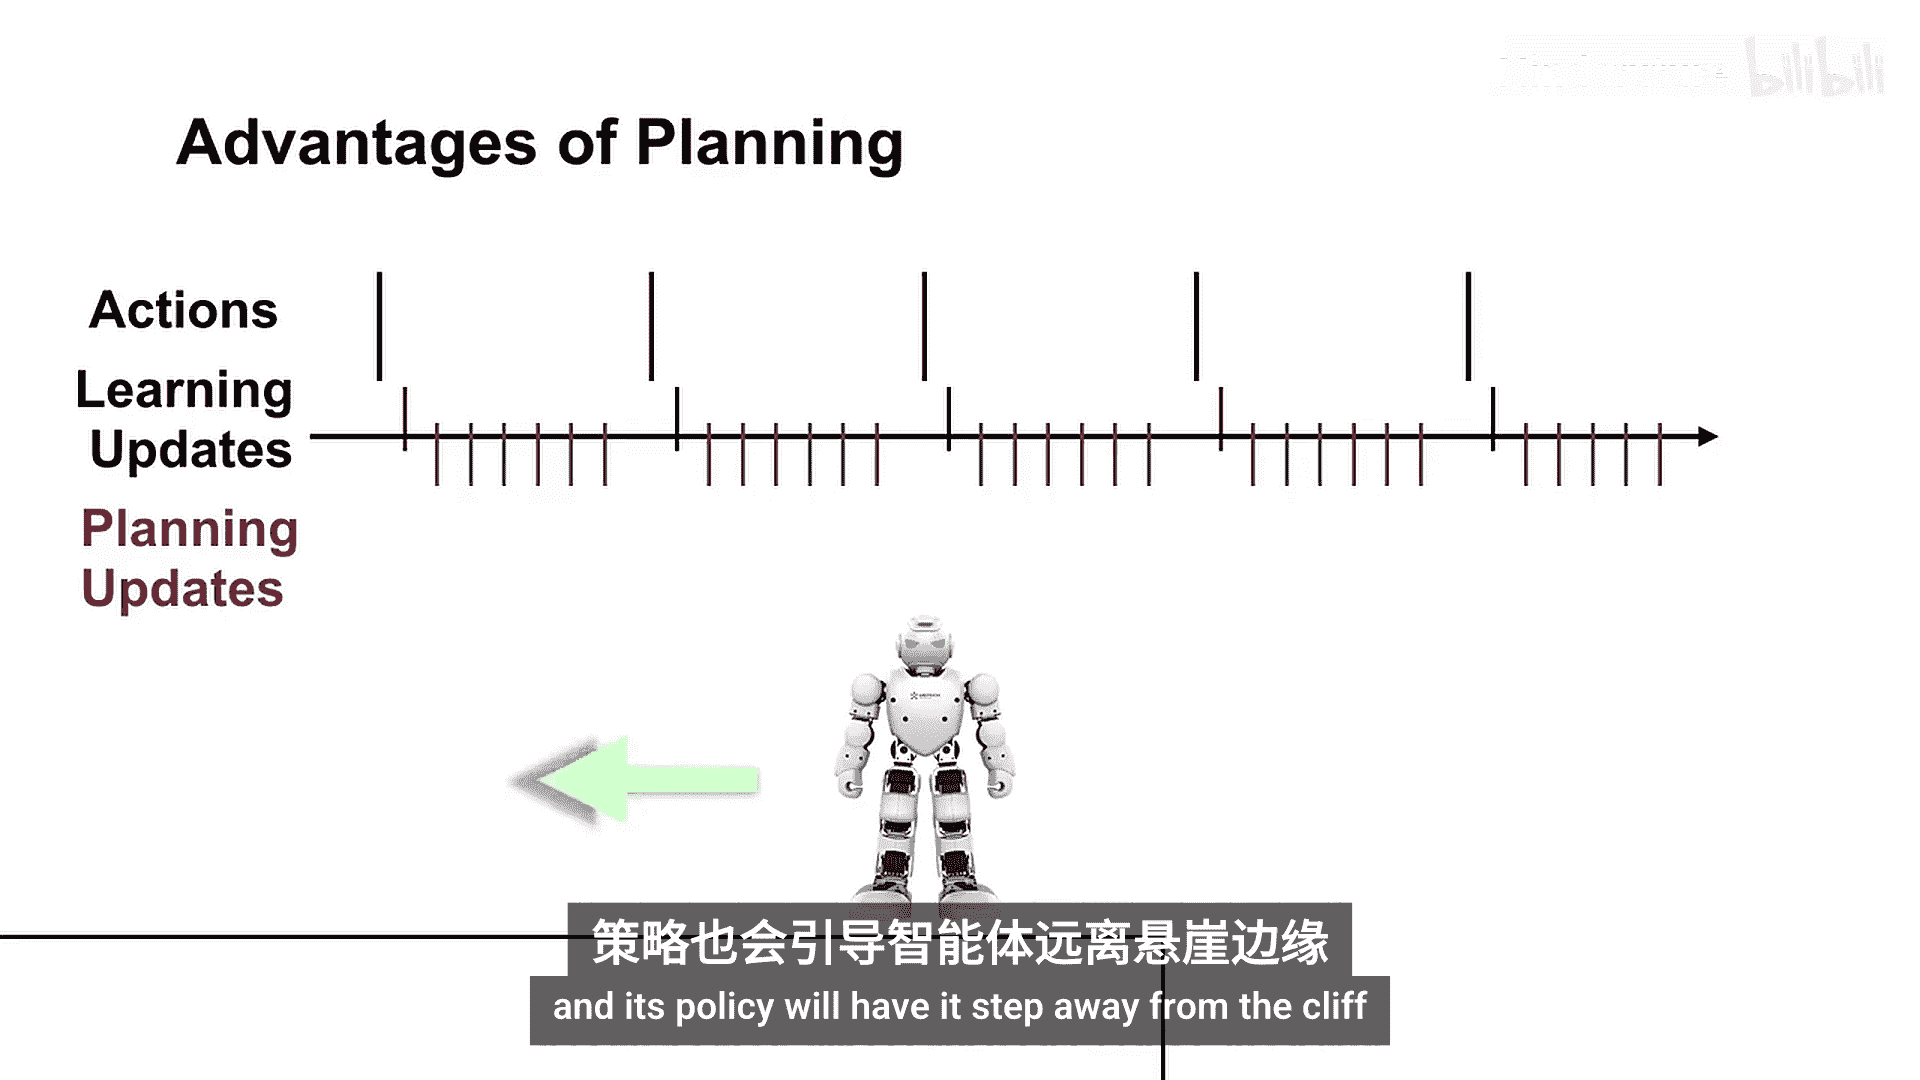 bilibili
Advantages of Planning
Actions
Learning
Updates
Planning
Updates
策略也会引导智能体远离悬崖边缘
and its policy will have it step away from the cliff